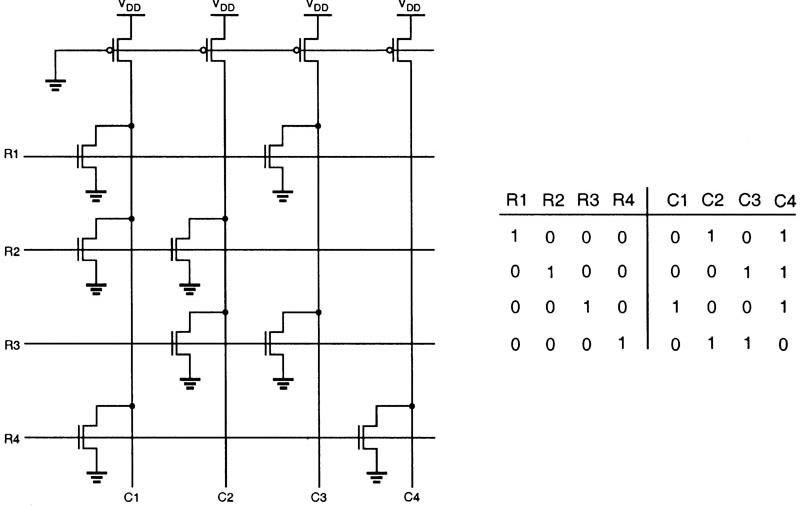 VDD VDD VDD VDD
R1
R2
R3
R4
C1 C2 C3 C4
R1 R2 R3 R4 C1 C2 C3 C4
1 0 0 0 0 1 0 1
0 1 0 0 0 0 1 1
0 0 1 0 1 0 0 1
0 0 0 1 0 1 1 0